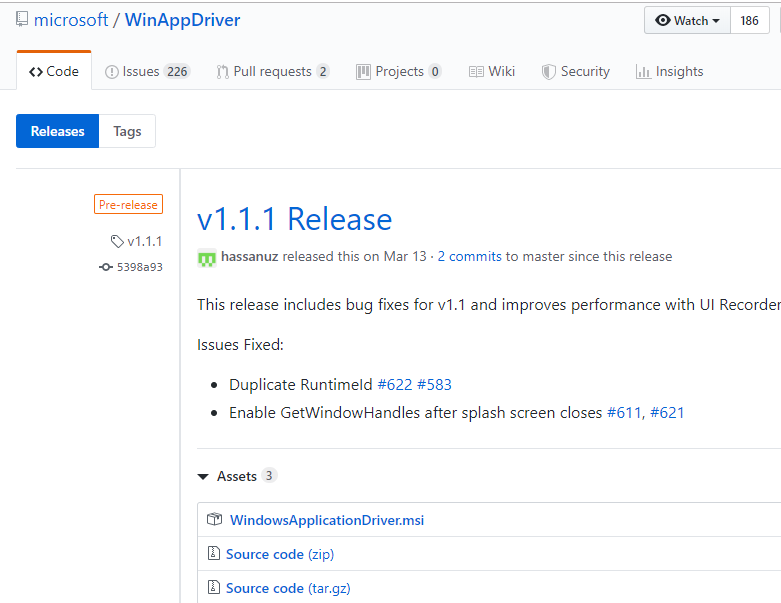 microsoft / WinAppDriver
Watch 186
Code Issues 226 Pull requests 2 Projects 0 Wiki Security Insights
Releases Tags
Pre-release
v1.1.1
5398a93
v1.1.1 Release
hassanuz released this on Mar 13 · 2 commits to master since this release
This release includes bug fixes for v1.1 and improves performance with UI Recorder
Issues Fixed:
• Duplicate RuntimeId #622 #583
• Enable GetWindowHandles after splash screen closes #611, #621
Assets 3
WindowsApplicationDriver.msi
Source code (zip)
Source code (tar.gz)